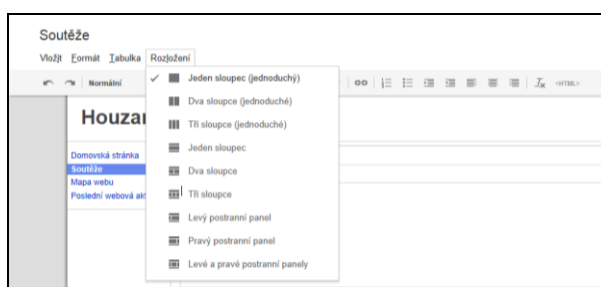 Soutěže
Vložit Formát Tabulka Rozložení
Normální
<HTML>
Jeden sloupec (jednoduchý)
Dva sloupce (jednoduché)
Tři sloupce (jednoduché)
Jeden sloupec
Dva sloupce
Tři sloupce
Levý postranní panel
Pravý postranní panel
Levé a pravé postranní panely
Houzar
Domovská stránka
Soutěže
Mapa webu
Poslední webová akt